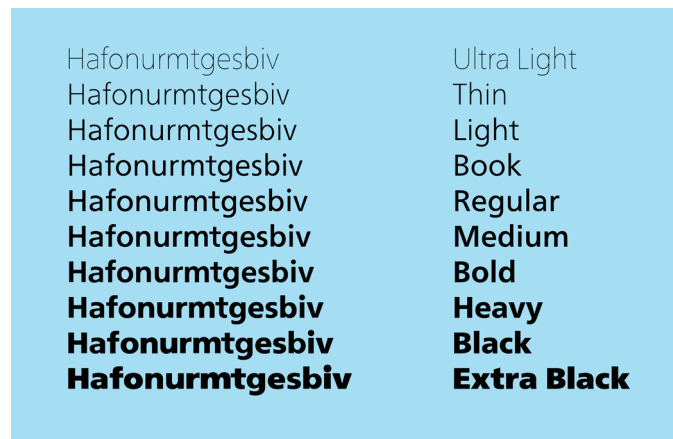 Hafonurmtgesbiv Ultra Light
Hafonurmtgesbiv Thin
Hafonurmtgesbiv Light
Hafonurmtgesbiv Book
Hafonurmtgesbiv Regular
Hafonurmtgesbiv Medium
Hafonurmtgesbiv Bold
Hafonurmtgesbiv Heavy
Hafonurmtgesbiv Black
Hafonurmtgesbiv Extra Black